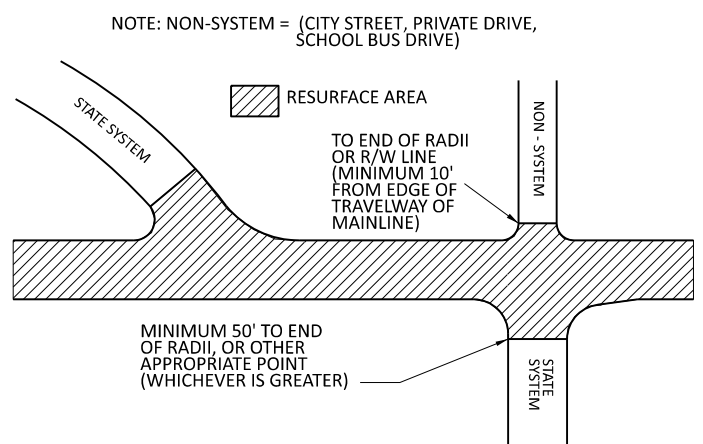 NOTE: NON-SYSTEM = (CITY STREET, PRIVATE DRIVE,
SCHOOL BUS DRIVE)
STATE SYSTEM
RESURFACE AREA
NON - SYSTEM
TO END OF RADII
OR R/W LINE
(MINIMUM 10'
FROM EDGE OF
TRAVELWAY OF
MAINLINE)
MINIMUM 50' TO END
OF RADII, OR OTHER
APPROPRIATE POINT
(WHICHEVER IS GREATER)
STATE
SYSTEM